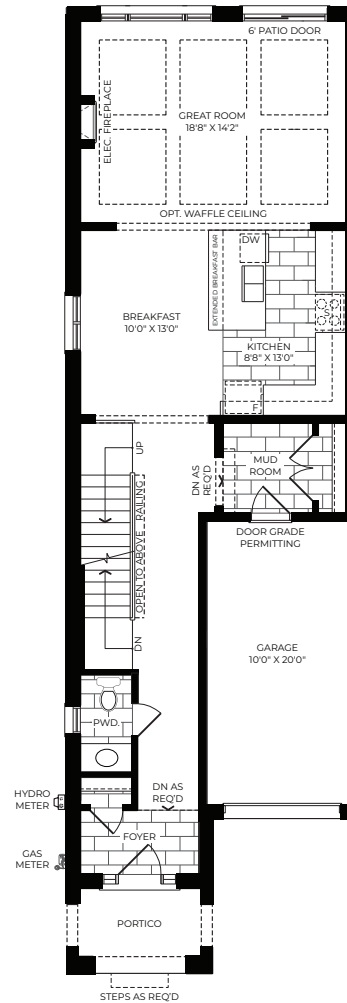 6' PATIO DOOR
ELEC. FIREPLACE
GREAT ROOM
18'8" X 14'2"
OPT. WAFFLE CEILING
EXTENDED BREAKFAST BAR
DW
BREAKFAST
10'0" X 13'0"
S
KITCHEN
8'8" X 13'0"
F
UP
DN AS
REQ'D
MUD
ROOM
OPEN TO ABOVE
RAILING
DOOR GRADE
PERMITTING
DN
GARAGE
10'0" X 20'0"
PWD.
HYDRO
METER
DN AS
REQ'D
FOYER
GAS
METER
PORTICO
STEPS AS REQ'D